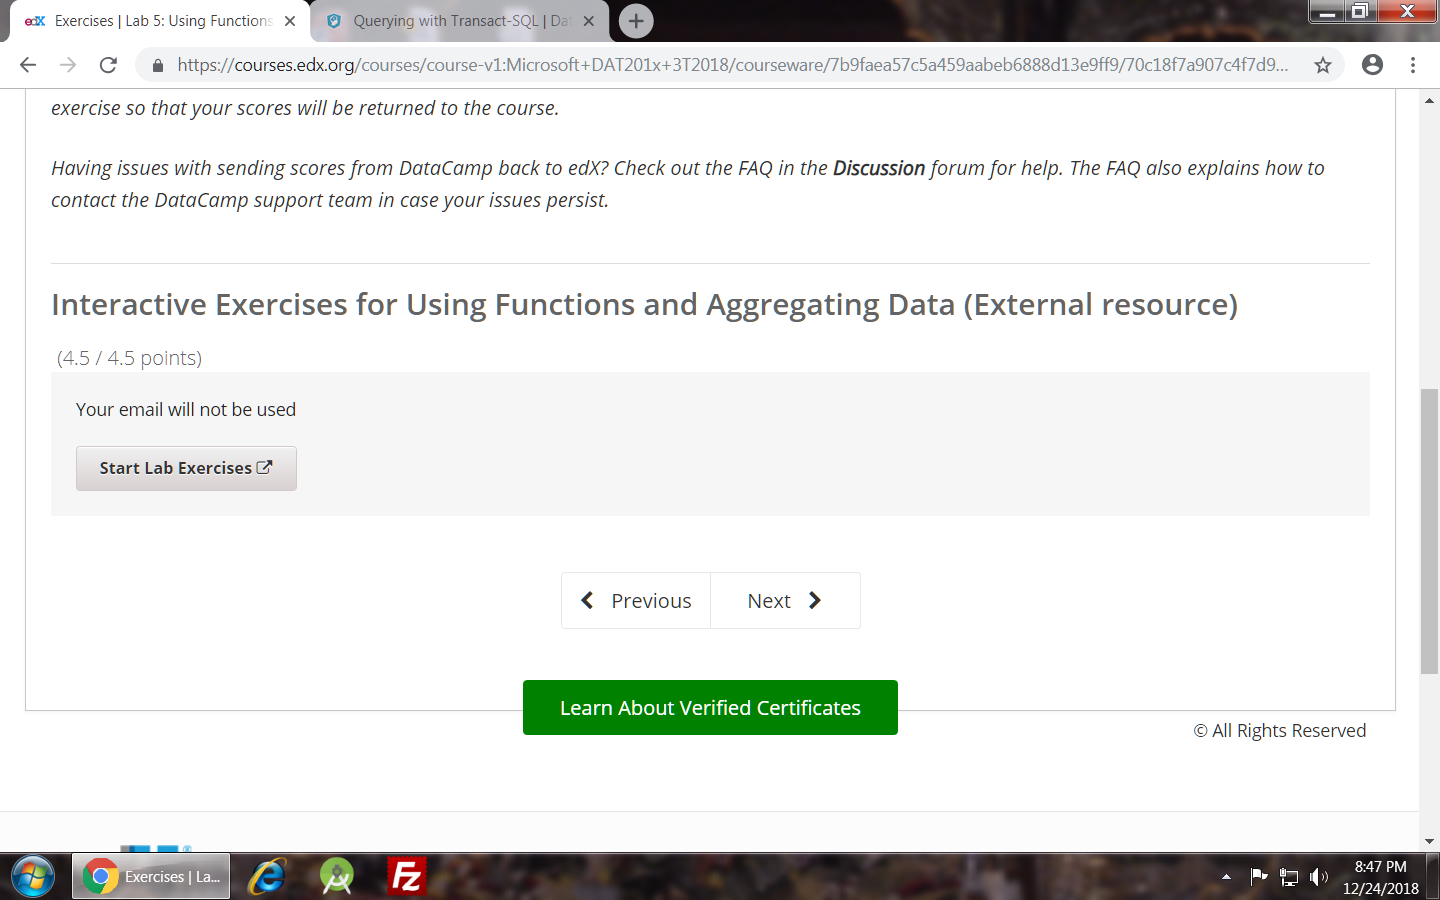 edX Exercises | Lab 5: Using Functions
Querying with Transact-SQL | Da
https://courses.edx.org/courses/course-v1:Microsoft+DAT201x+3T2018/courseware/7b9faea57c5a459aabeb6888d13e9ff9/70c18f7a907c4f7d9...
exercise so that your scores will be returned to the course.
Having issues with sending scores from DataCamp back to edX? Check out the FAQ in the Discussion forum for help. The FAQ also explains how to
contact the DataCamp support team in case your issues persist.
Interactive Exercises for Using Functions and Aggregating Data (External resource)
(4.5 / 4.5 points)
Your email will not be used
Start Lab Exercises
Previous
Next
Learn About Verified Certificates
© All Rights Reserved
Exercises | La...
Fz
8:47 PM
12/24/2018